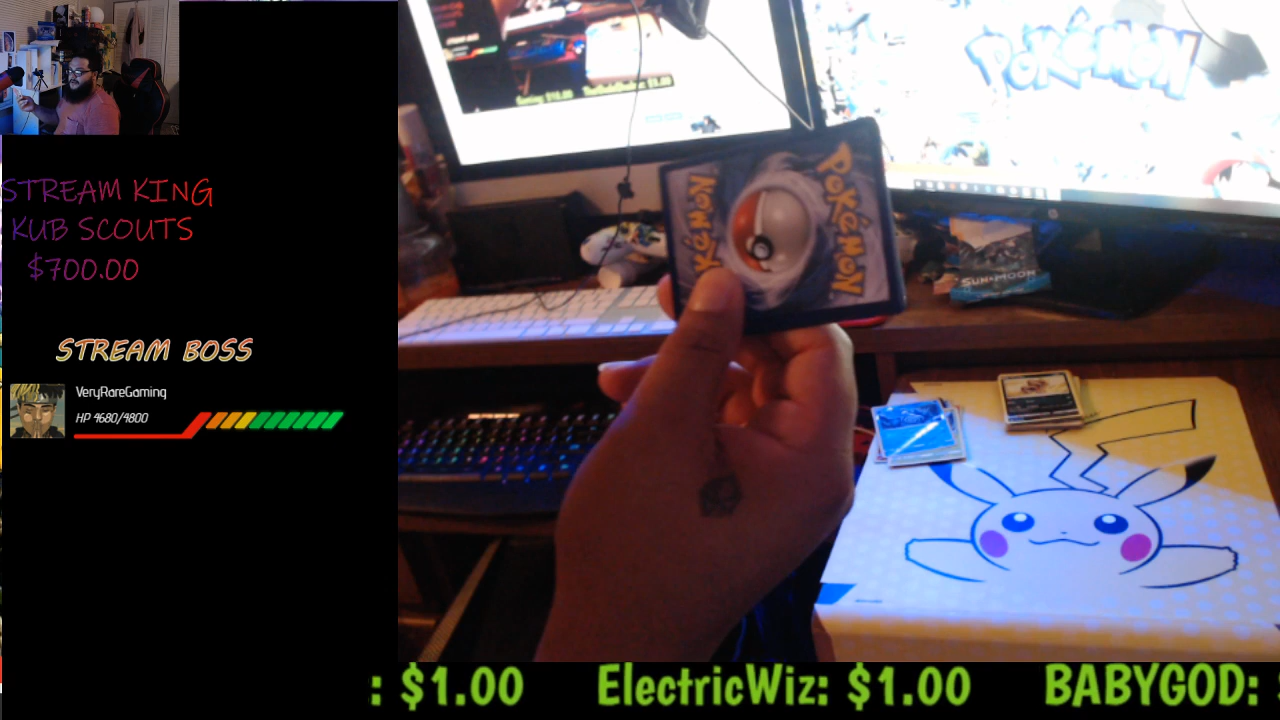 POKÉMON
POKÉMON
POKÉMON
SUN & MOON
STREAM KING
KUB SCOUTS
$700.00
STREAM BOSS
VeryRareGaming
HP 4680/4800
: $1.00 ElectricWiz: $1.00 BABYGOD: